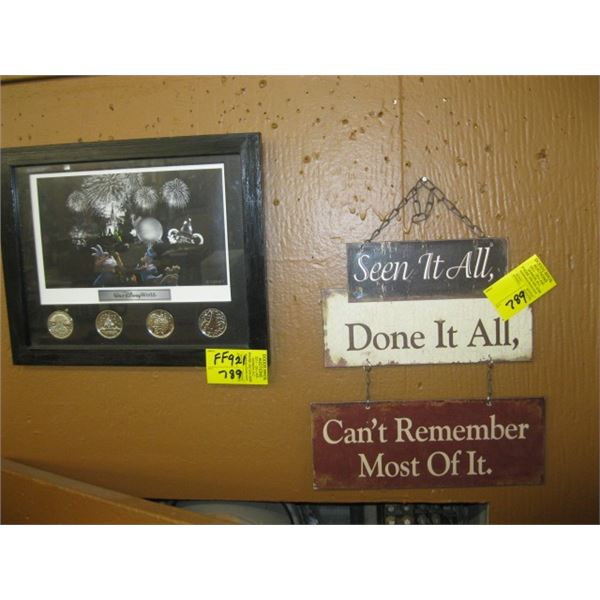 WALT DISNEY WORLD
FF921
789
Seen It All,
789
Done It All,
Can't Remember
Most Of It.